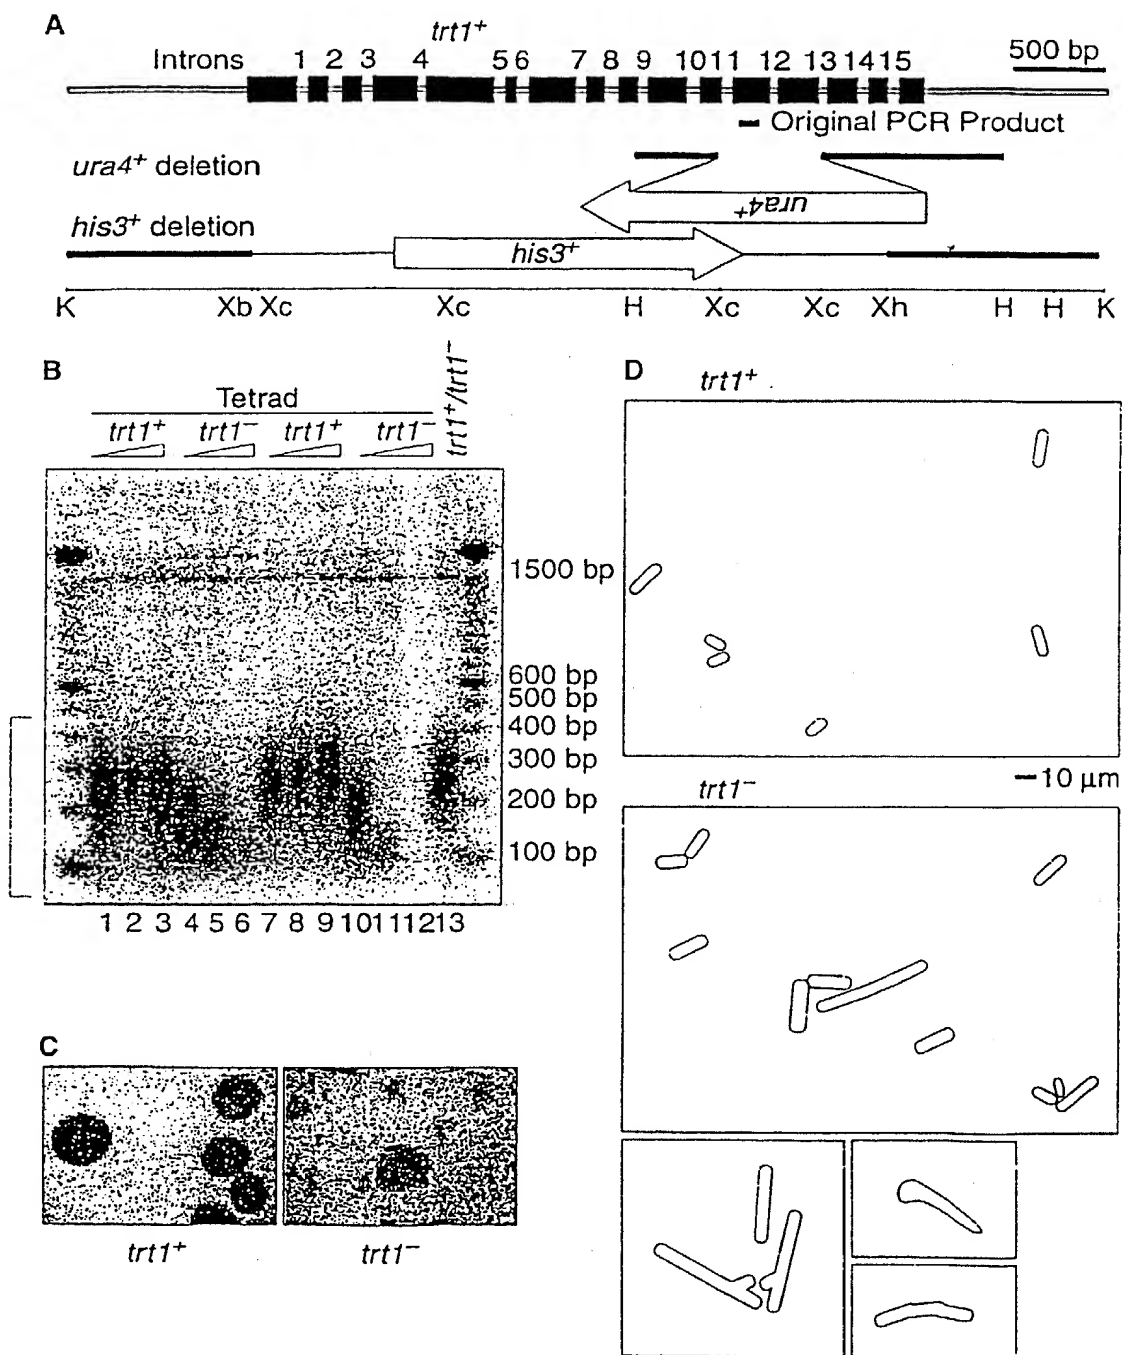 A
trt1+
Introns 1 2 3 4 5 6 7 8 9 10 11 12 13 14 15
500 bp
Original PCR Product
ura4+ deletion
ura4+
his3+ deletion
his3+
K Xb Xc Xc H Xc Xc Xh H H K
B
Tetrad
trt1+ trt1− trt1+ trt1− trt1+/trt1−
1500 bp
600 bp
500 bp
400 bp
300 bp
200 bp
100 bp
1 2 3 4 5 6 7 8 9 10 11 12 13
C
trt1+ trt1−
D
trt1+
10 µm
trt1−